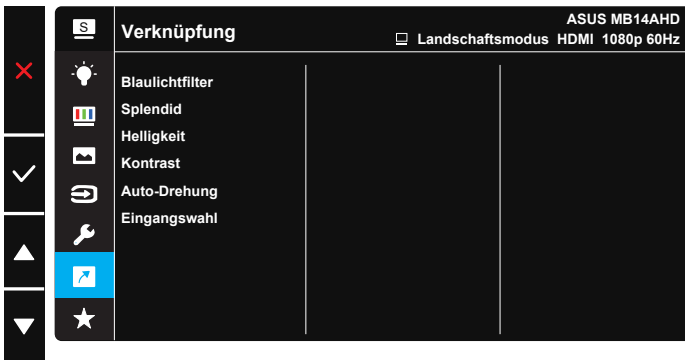 S
Verknüpfung
ASUS MB14AHD
Landschaftsmodus HDMI 1080p 60Hz
Blaulichtfilter
Splendid
Helligkeit
Kontrast
Auto-Drehung
Eingangswahl